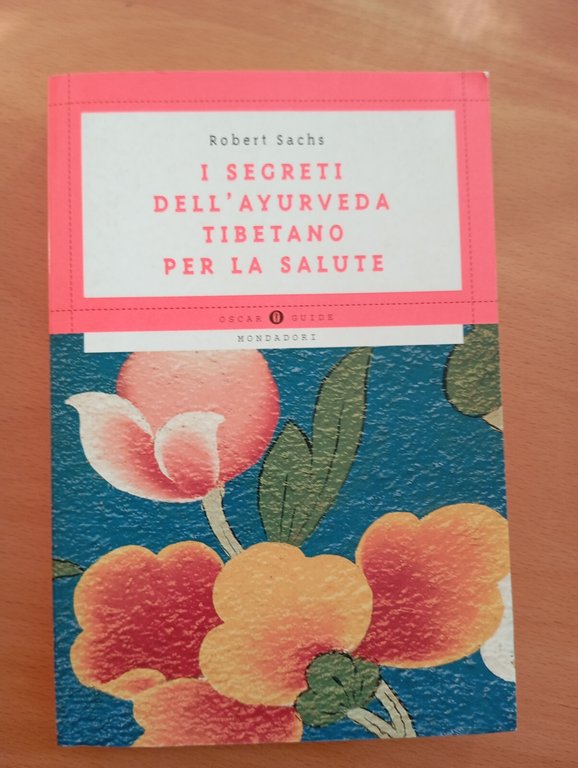 Robert Sachs
I SEGRETI
DELL'AYURVEDA
TIBETANO
PER LA SALUTE
OSCAR GUIDE
MONDADORI